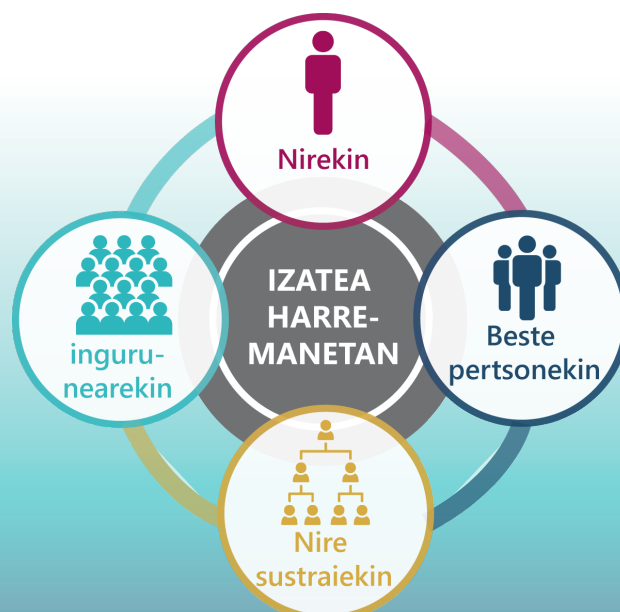 Nirekin
IZATEA
HARRE-
MANETAN
inguru-
nearekin
Beste
pertsonekin
Nire
sustraiekin